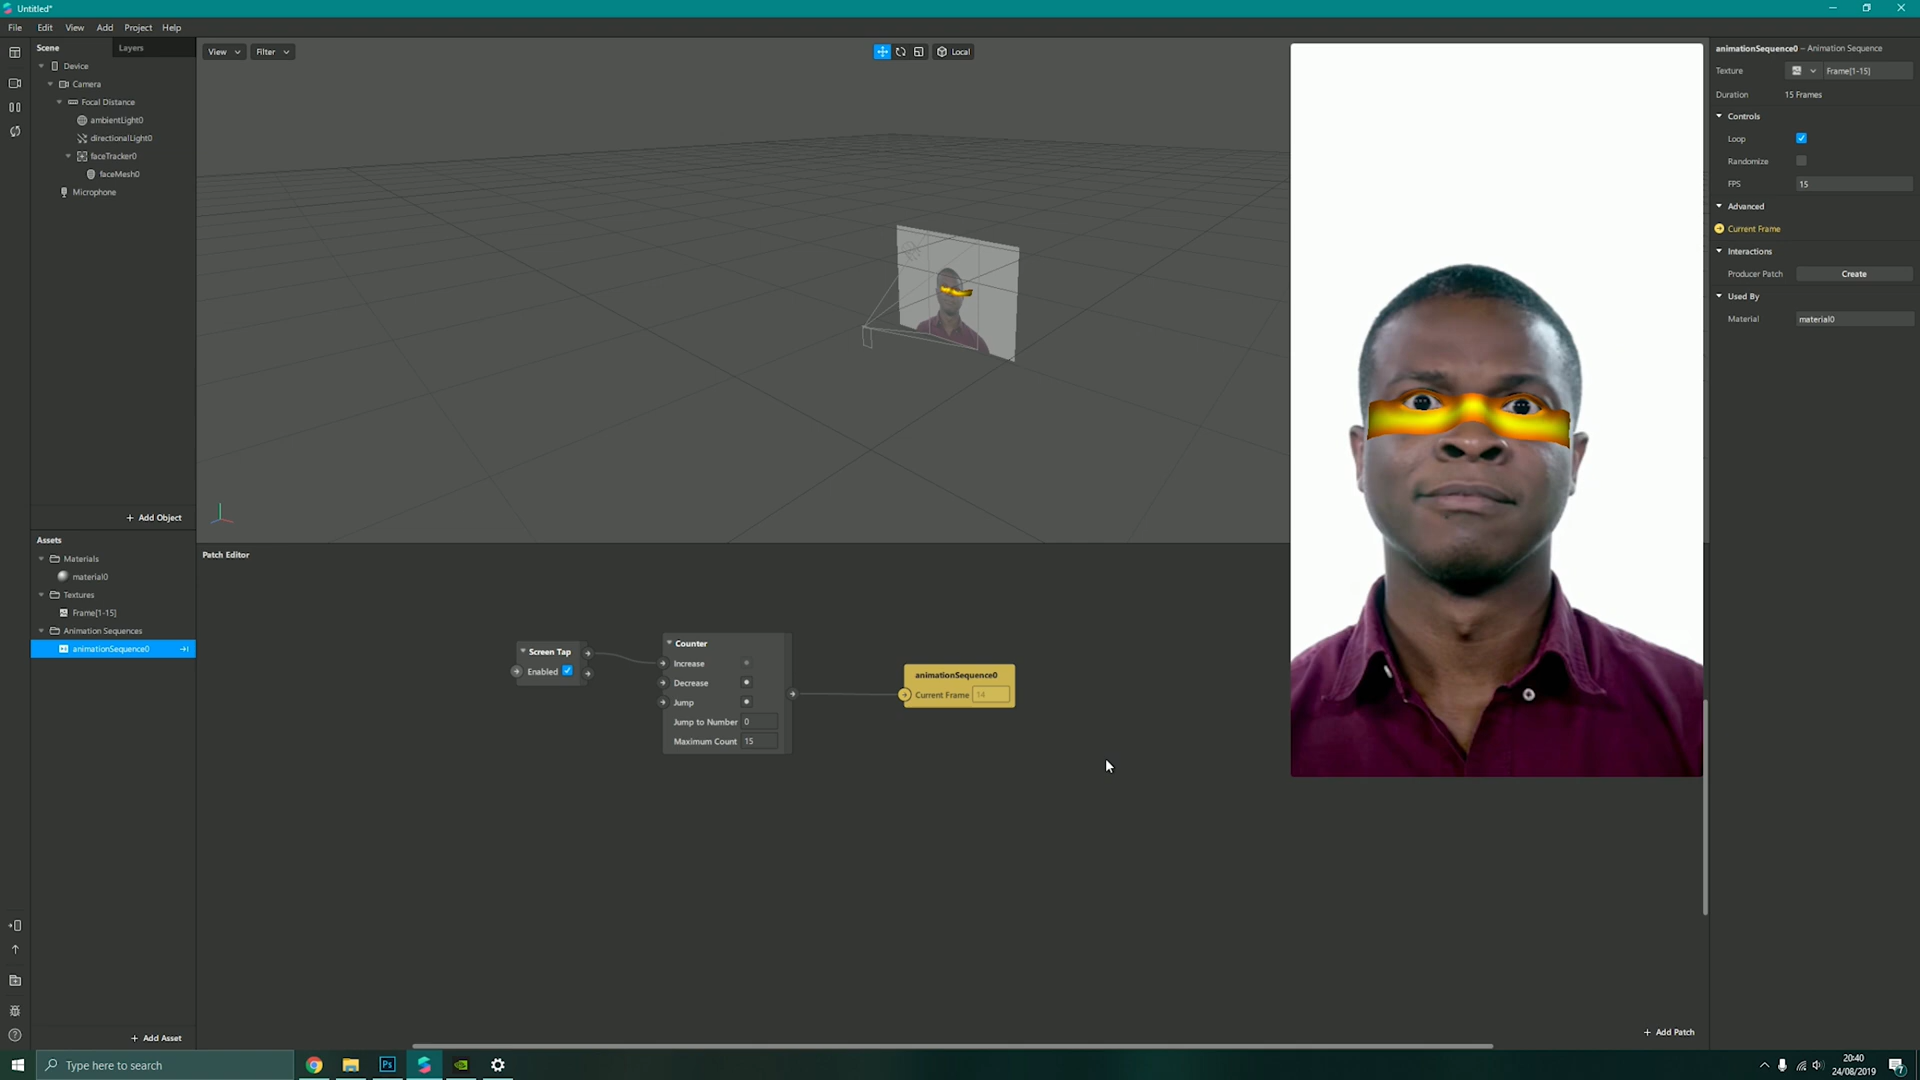 Untitled*
File Edit View Add Project Help
Scene Layers
Device
Camera
Focal Distance
ambientLight0
directionalLight0
faceTracker0
faceMesh0
Microphone
+ Add Object
Assets
Materials
material0
Textures
Frame[1-15]
Animation Sequences
animationSequence0
+ Add Asset
View Filter
Local
Patch Editor
Screen Tap
Enabled
Counter
Increase
Decrease
Jump
Jump to Number 0
Maximum Count 15
animationSequence0
Current Frame 14
+ Add Patch
animationSequence0 – Animation Sequence
Texture Frame[1-15]
Duration 15 Frames
Controls
Loop
Randomize
FPS 15
Advanced
Current Frame
Interactions
Producer Patch Create
Used By
Material material0
Type here to search
Ps
20:40
24/08/2019
7